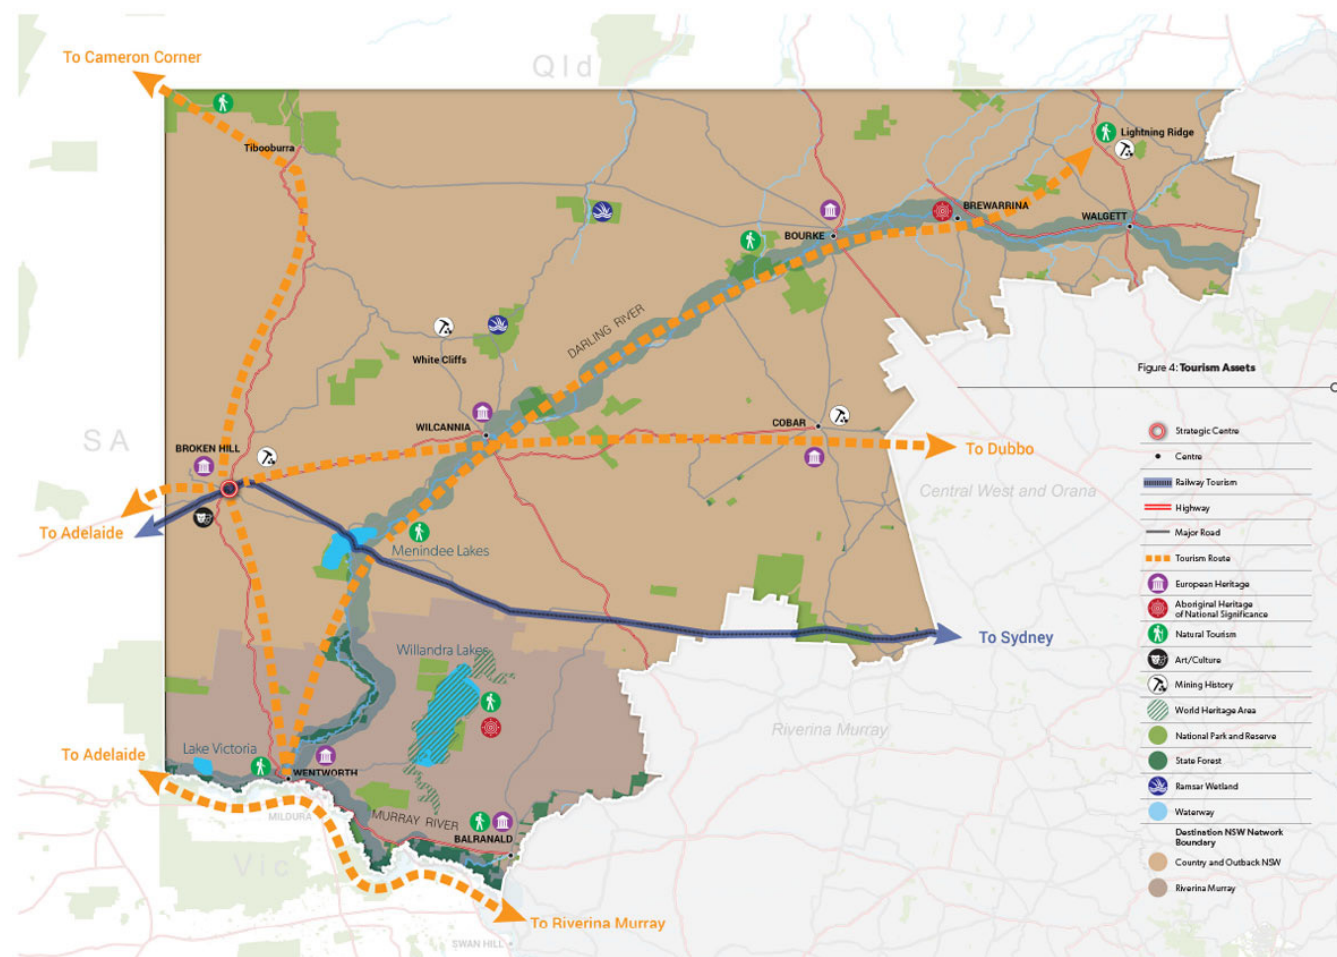 To Cameron Corner
Qld
Tibooburra
Lightning Ridge
BREWARRINA
WALGETT
BOURKE
DARLING RIVER
White Cliffs
Figure 4: Tourism Assets
SA
WILCANNIA
COBAR
BROKEN HILL
To Dubbo
Central West and Orana
To Adelaide
Menindee Lakes
To Sydney
Willandra Lakes
Riverina Murray
To Adelaide
Lake Victoria
WENTWORTH
MILDURA
MURRAY RIVER
BALRANALD
Vic
To Riverina Murray
SWAN HILL
Strategic Centre
Centre
Railway Tourism
Highway
Major Road
Tourism Route
European Heritage
Aboriginal Heritage
of National Significance
Natural Tourism
Art/Culture
Mining History
World Heritage Area
National Park and Reserve
State Forest
Ramsar Wetland
Waterway
Destination NSW Network
Boundary
Country and Outback NSW
Riverina Murray